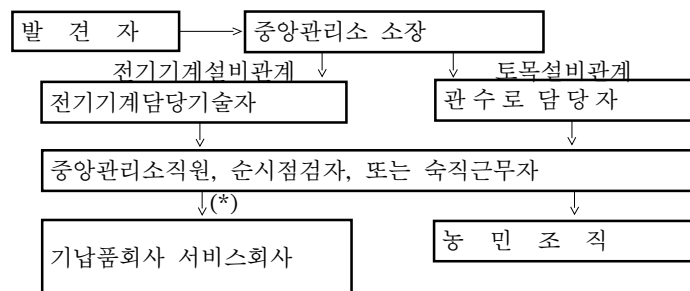 발 견 자
중앙관리소 소장
전기기계설비관계
토목설비관계
전기기계담당기술자
관 수 로 담 당 자
중앙관리소직원, 순시점검자, 또는 숙직근무자
(*)
기납품회사 서비스회사
농 민 조 직